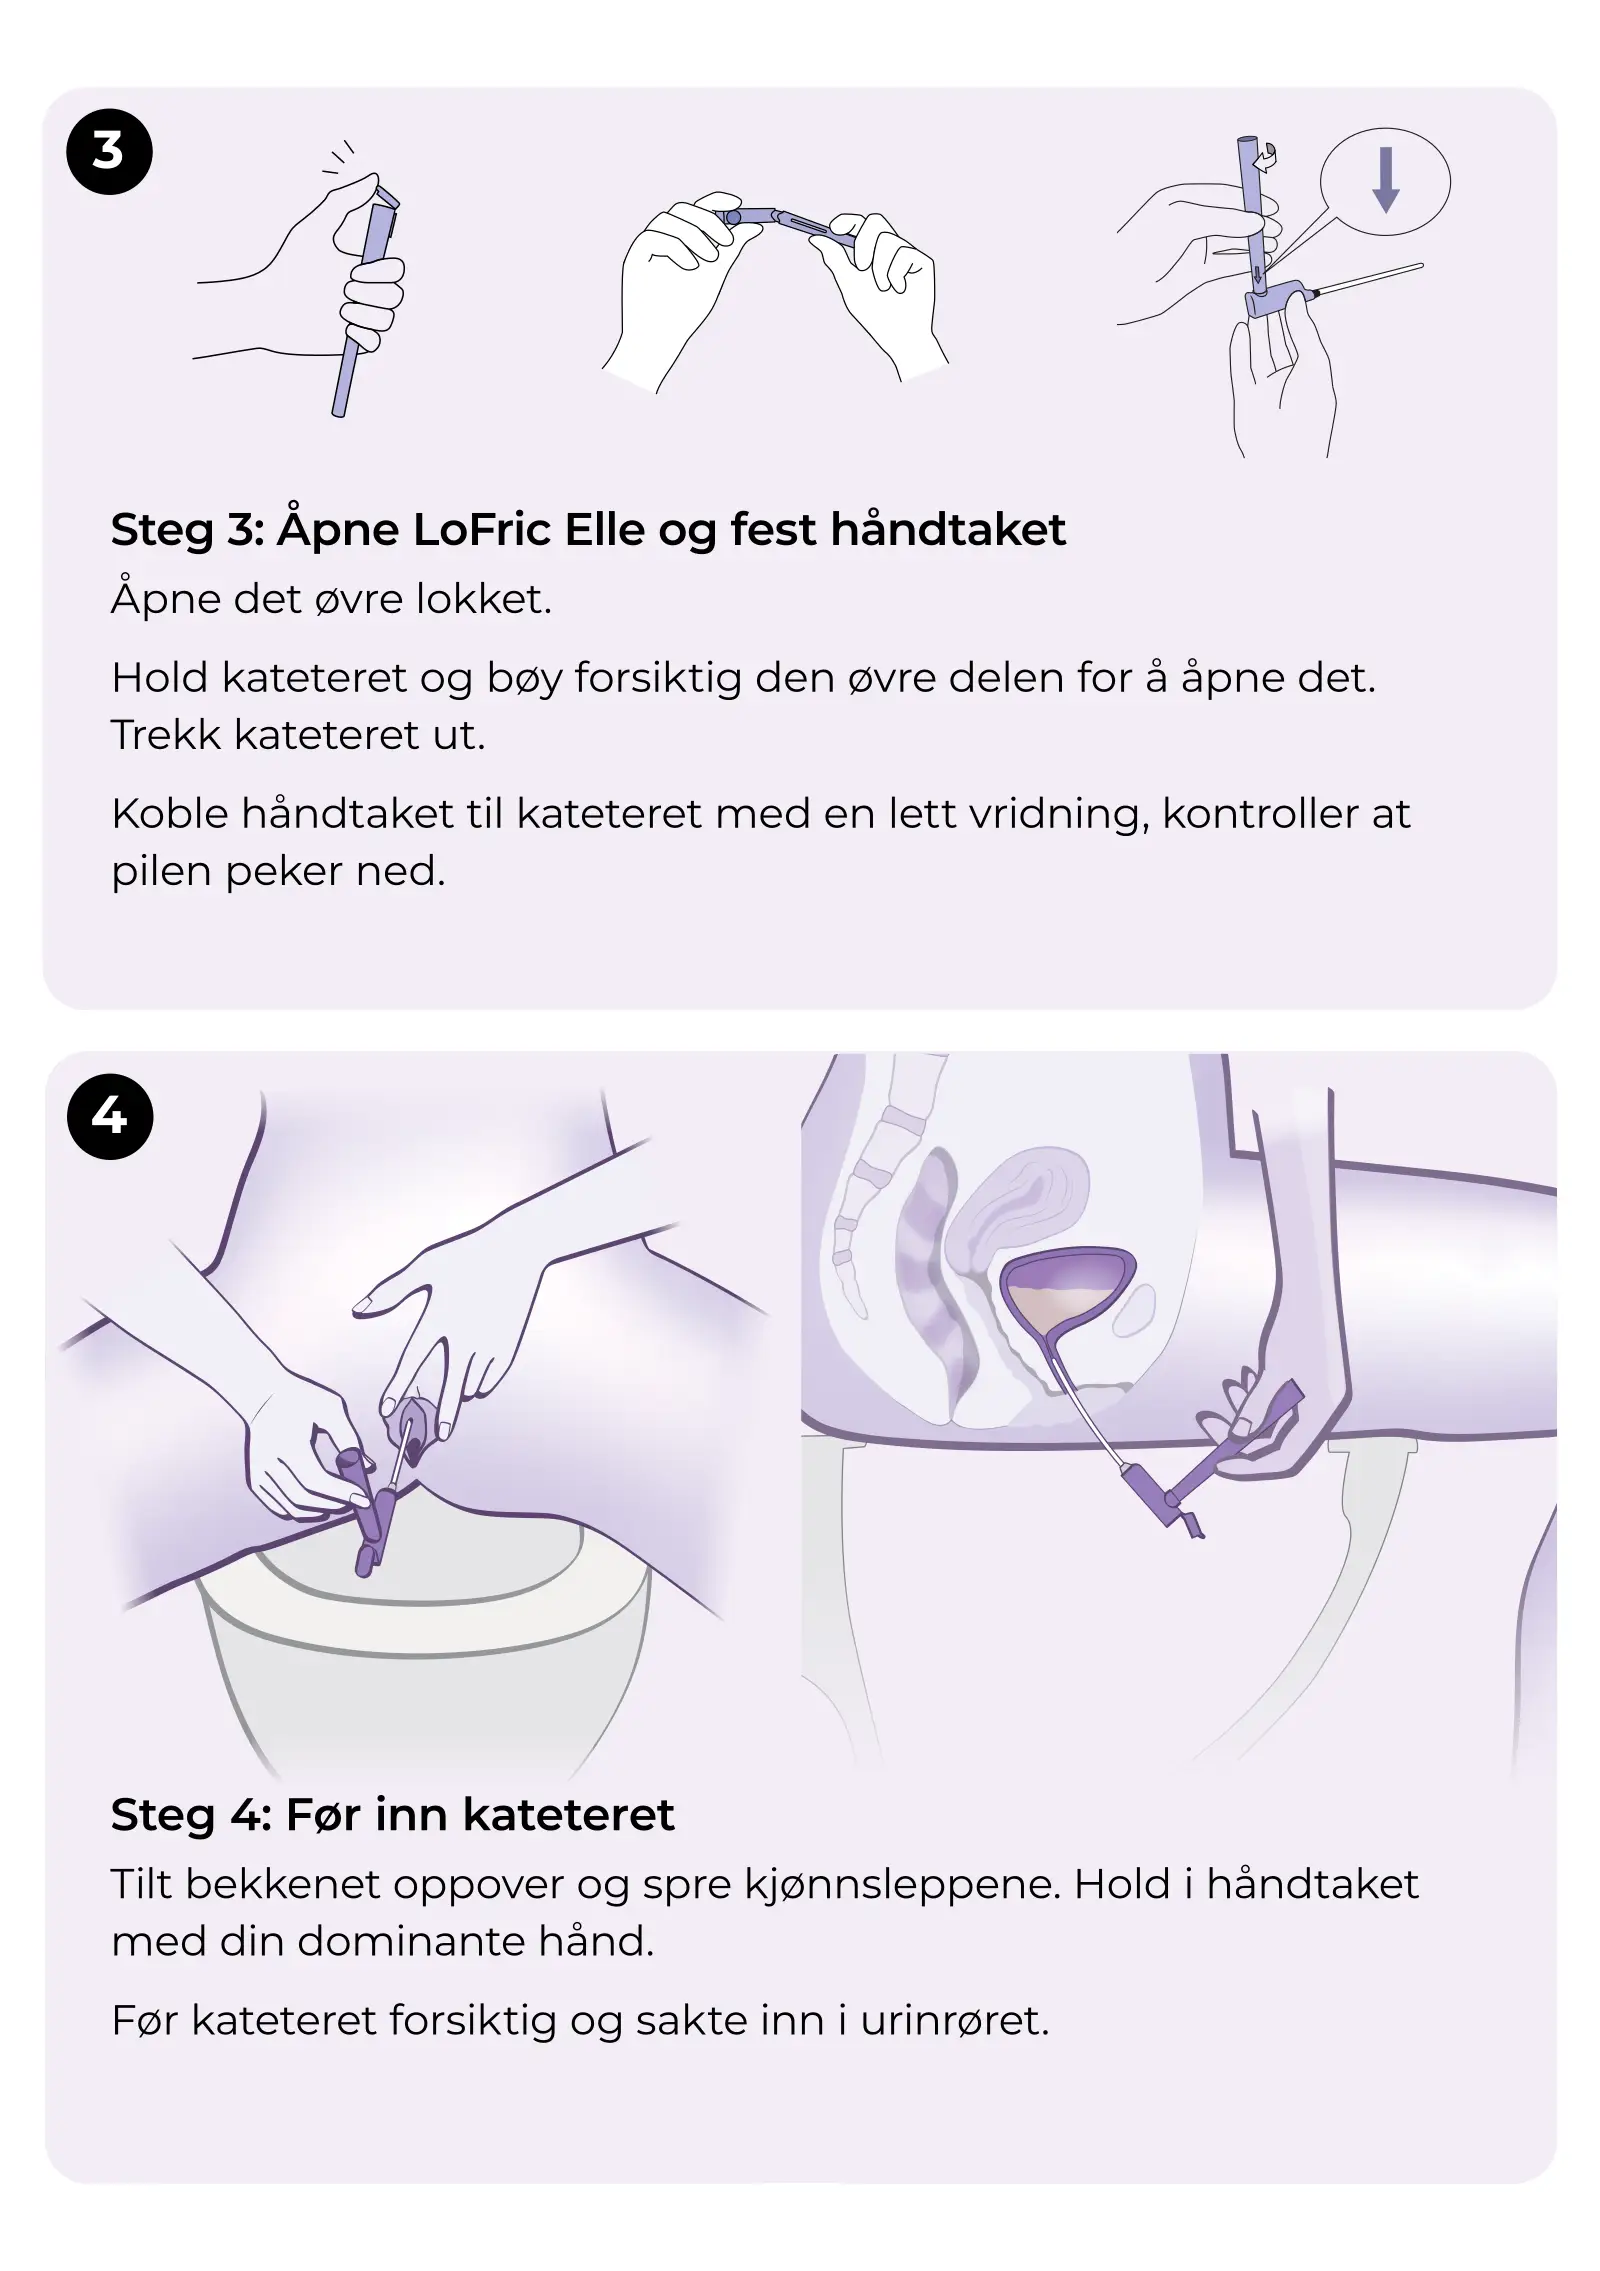 3
Steg 3: Åpne LoFric Elle og fest håndtaket
Åpne det øvre lokket.
Hold kateteret og bøy forsiktig den øvre delen for å åpne det.
Trekk kateteret ut.
Koble håndtaket til kateteret med en lett vridning, kontroller at
pilen peker ned.
4
Steg 4: Før inn kateteret
Tilt bekkenet oppover og spre kjønnsleppene. Hold i håndtaket
med din dominante hånd.
Før kateteret forsiktig og sakte inn i urinrøret.